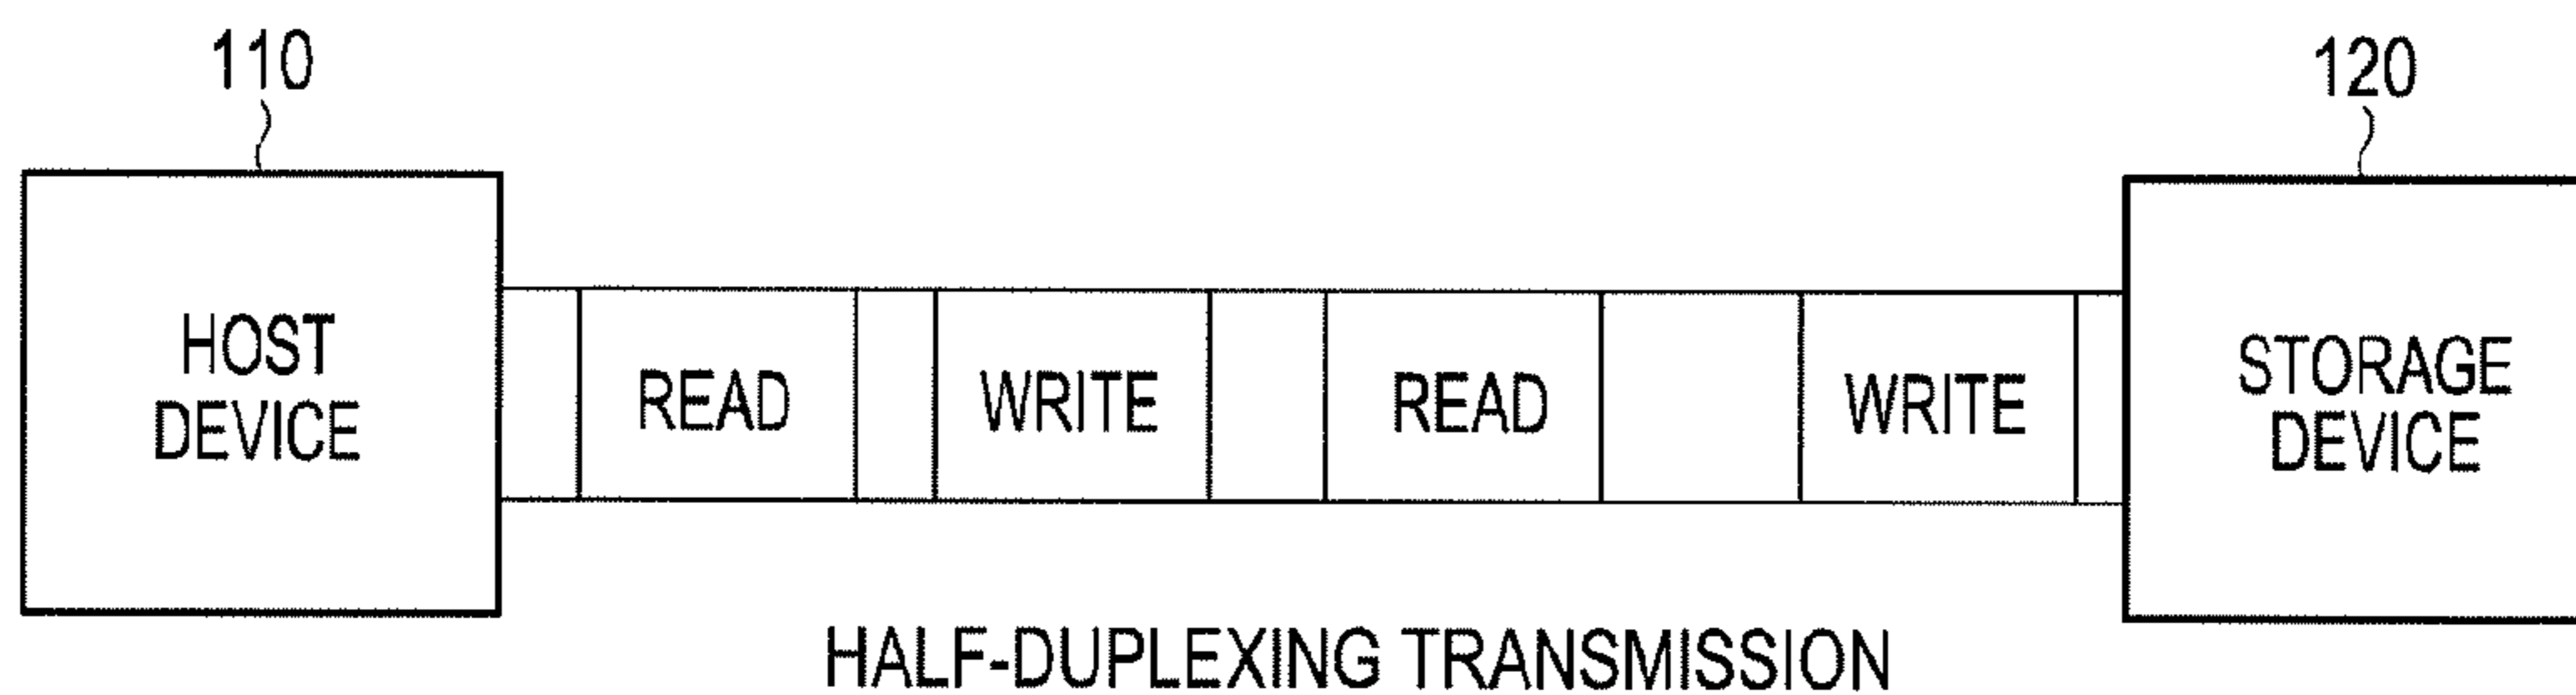 110
120
HOST
DEVICE
READ
WRITE
READ
WRITE
STORAGE
DEVICE
HALF-DUPLEXING TRANSMISSION